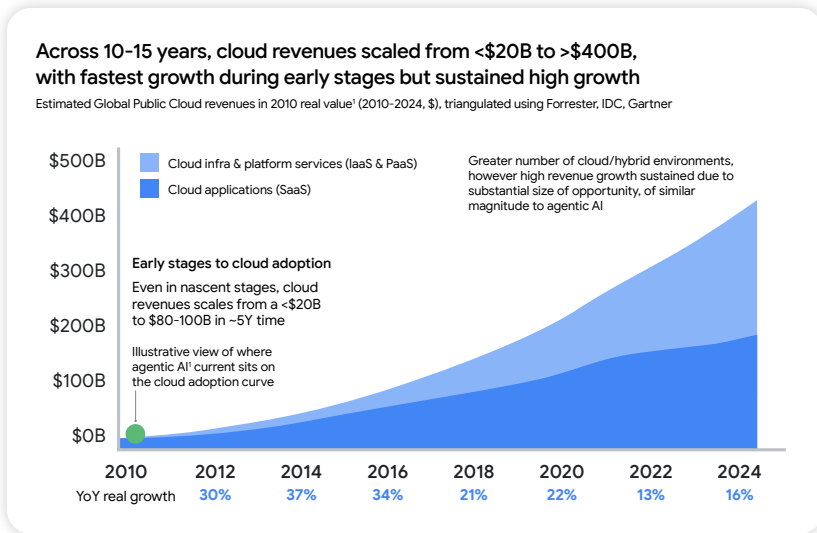 Across 10-15 years, cloud revenues scaled from <$20B to >$400B,
with fastest growth during early stages but sustained high growth
Estimated Global Public Cloud revenues in 2010 real value¹ (2010-2024, $), triangulated using Forrester, IDC, Gartner
$500B
$400B
$300B
$200B
$100B
$0B
Cloud infra & platform services (IaaS & PaaS)
Cloud applications (SaaS)
Greater number of cloud/hybrid environments,
however high revenue growth sustained due to
substantial size of opportunity, of similar
magnitude to agentic AI
Early stages to cloud adoption
Even in nascent stages, cloud
revenues scales from a <$20B
to $80-100B in ~5Y time
Illustrative view of where
agentic AI¹ current sits on
the cloud adoption curve
2010 2012 2014 2016 2018 2020 2022 2024
YoY real growth 30% 37% 34% 21% 22% 13% 16%